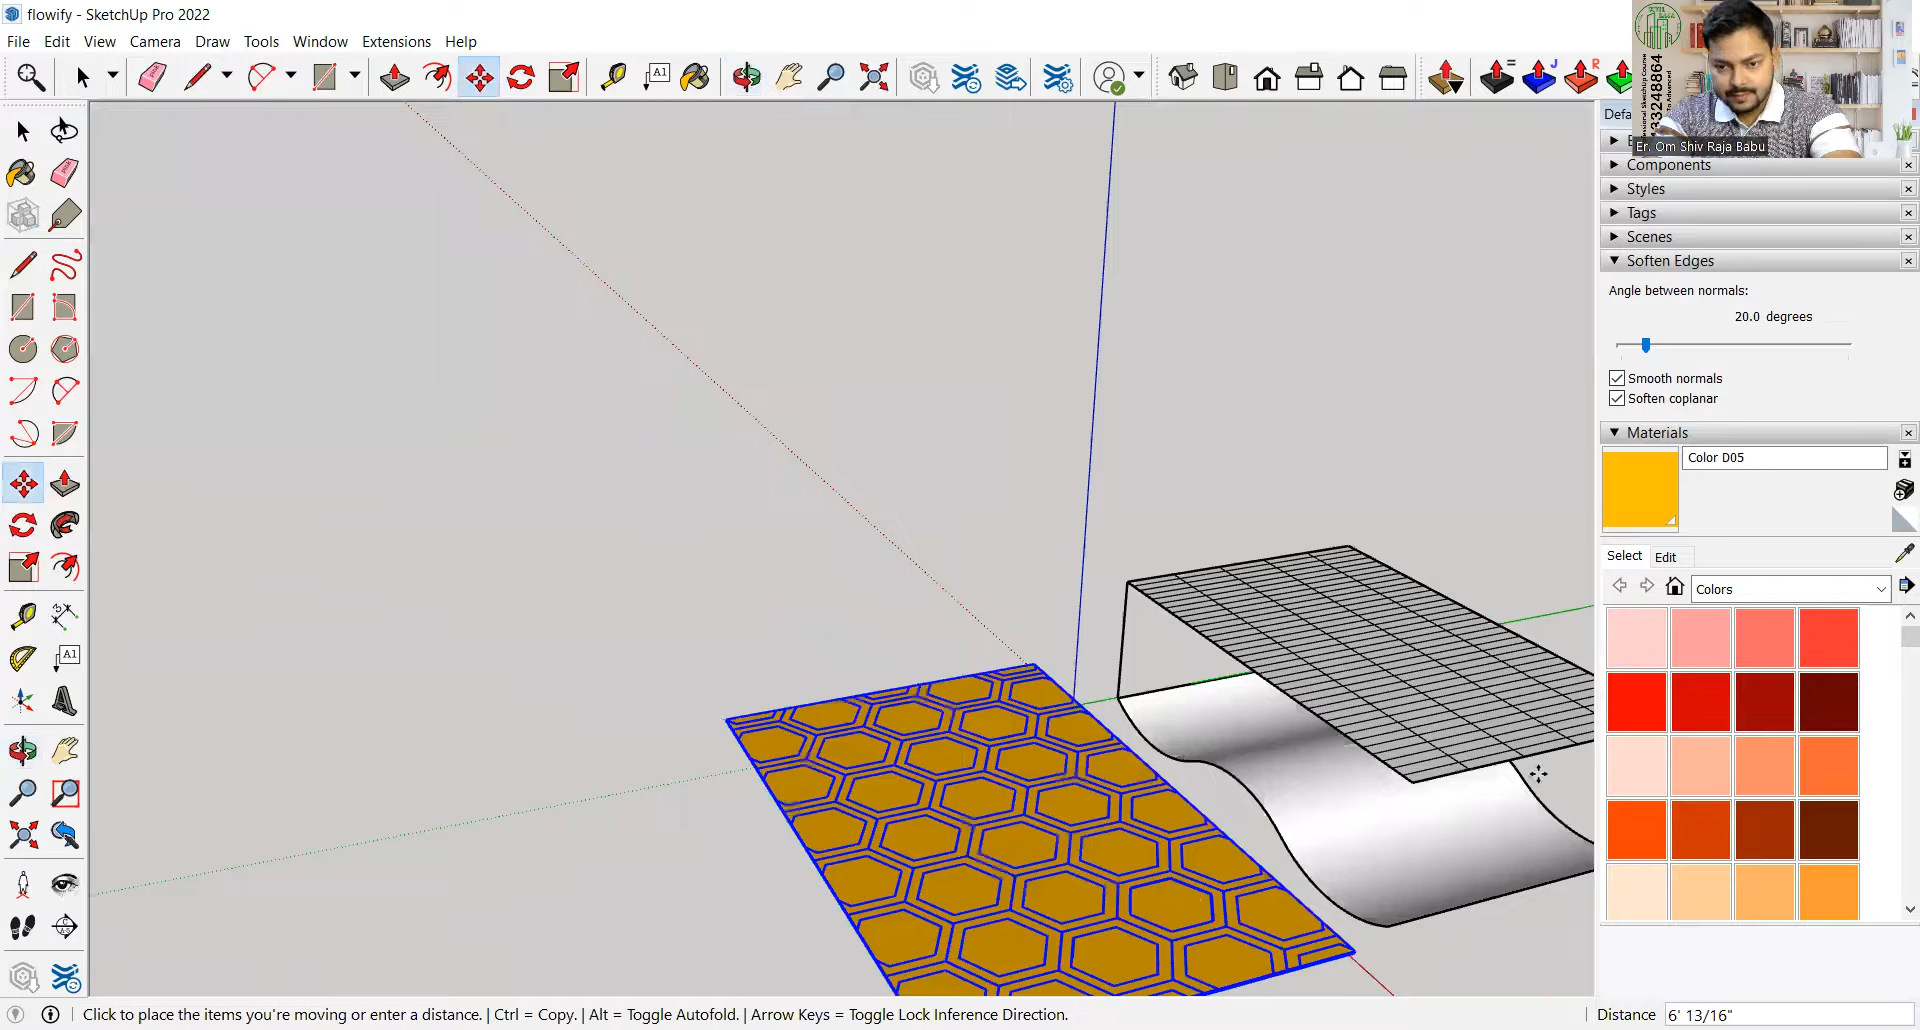 flowify - SketchUp Pro 2022
File Edit View Camera Draw Tools Window Extensions Help
A1
= J R
A1
Defa
Er. Om Shiv Raja Babu
Components
Styles
Tags
Scenes
Soften Edges
Angle between normals:
20.0 degrees
Smooth normals
Soften coplanar
Materials
Color D05
Select Edit
Colors
Click to place the items you're moving or enter a distance. | Ctrl = Copy. | Alt = Toggle Autofold. | Arrow Keys = Toggle Lock Inference Direction.
Distance 6' 13/16"